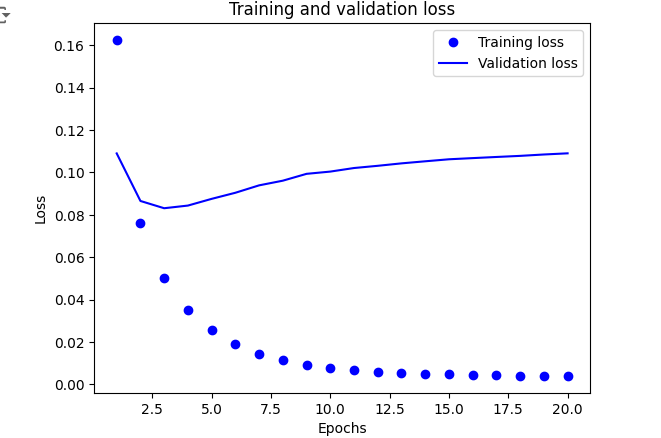 Training and validation loss
Training loss
Validation loss
0.16
0.14
0.12
0.10
0.08
0.06
0.04
0.02
0.00
Loss
2.5 5.0 7.5 10.0 12.5 15.0 17.5 20.0
Epochs